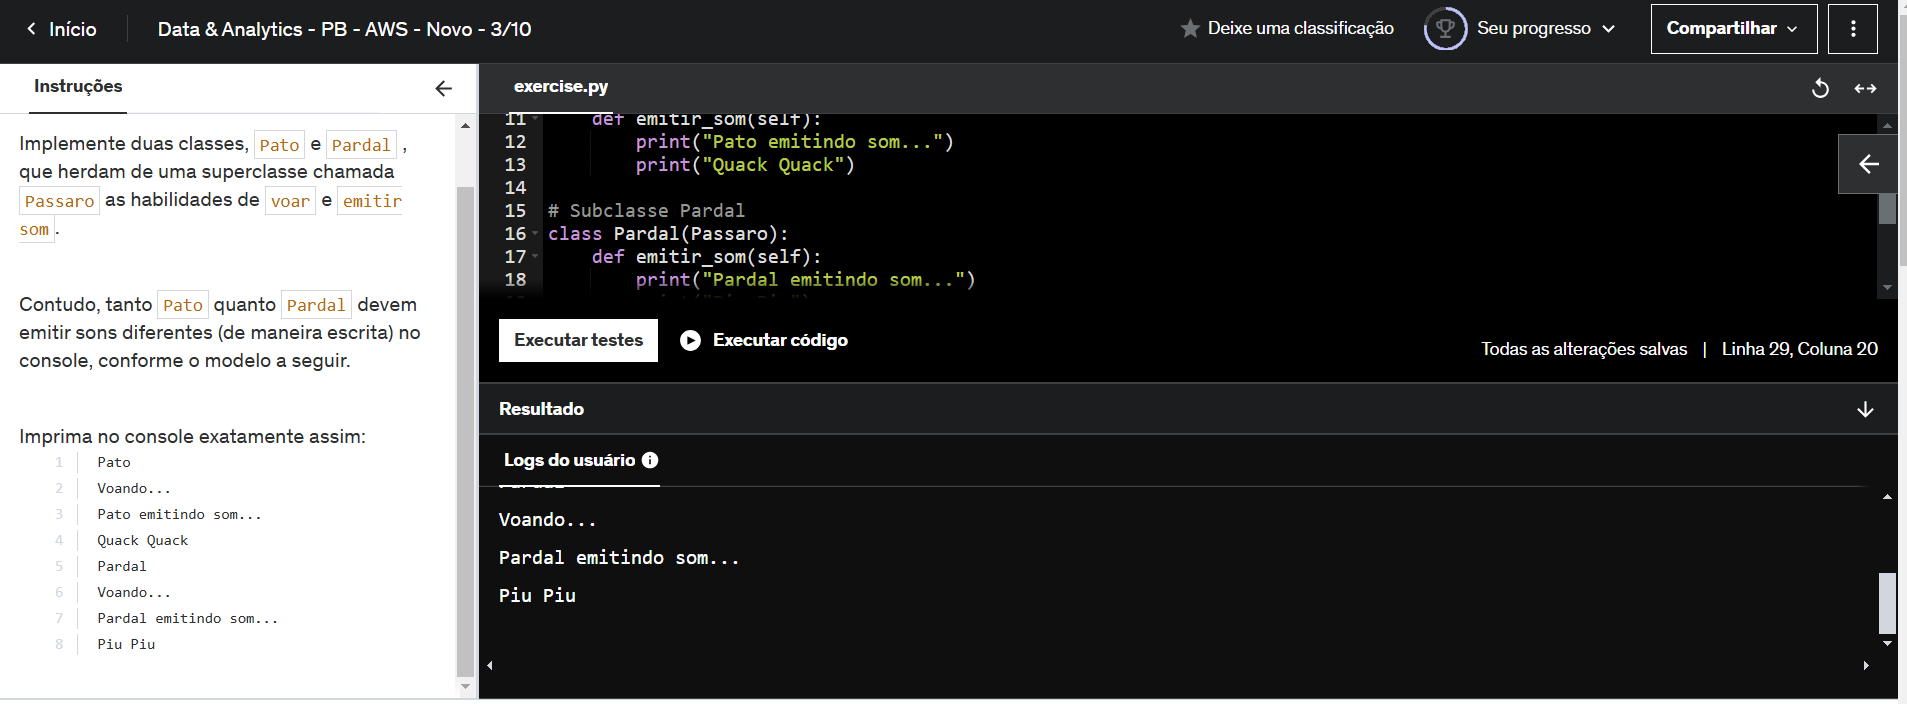 Início
Data & Analytics - PB - AWS - Novo - 3/10
Deixe uma classificação
Seu progresso
Compartilhar
Instruções
Implemente duas classes, Pato e Pardal ,
que herdam de uma superclasse chamada
Passaro as habilidades de voar e emitir
som .
Contudo, tanto Pato quanto Pardal devem
emitir sons diferentes (de maneira escrita) no
console, conforme o modelo a seguir.
Imprima no console exatamente assim:
1 Pato
2 Voando...
3 Pato emitindo som...
4 Quack Quack
5 Pardal
6 Voando...
7 Pardal emitindo som...
8 Piu Piu
exercise.py
11 def emitir_som(self):
12 print("Pato emitindo som...")
13 print("Quack Quack")
14
15 # Subclasse Pardal
16 class Pardal(Passaro):
17 def emitir_som(self):
18 print("Pardal emitindo som...")
Executar testes
Executar código
Todas as alterações salvas | Linha 29, Coluna 20
Resultado
Logs do usuário
Voando...
Pardal emitindo som...
Piu Piu